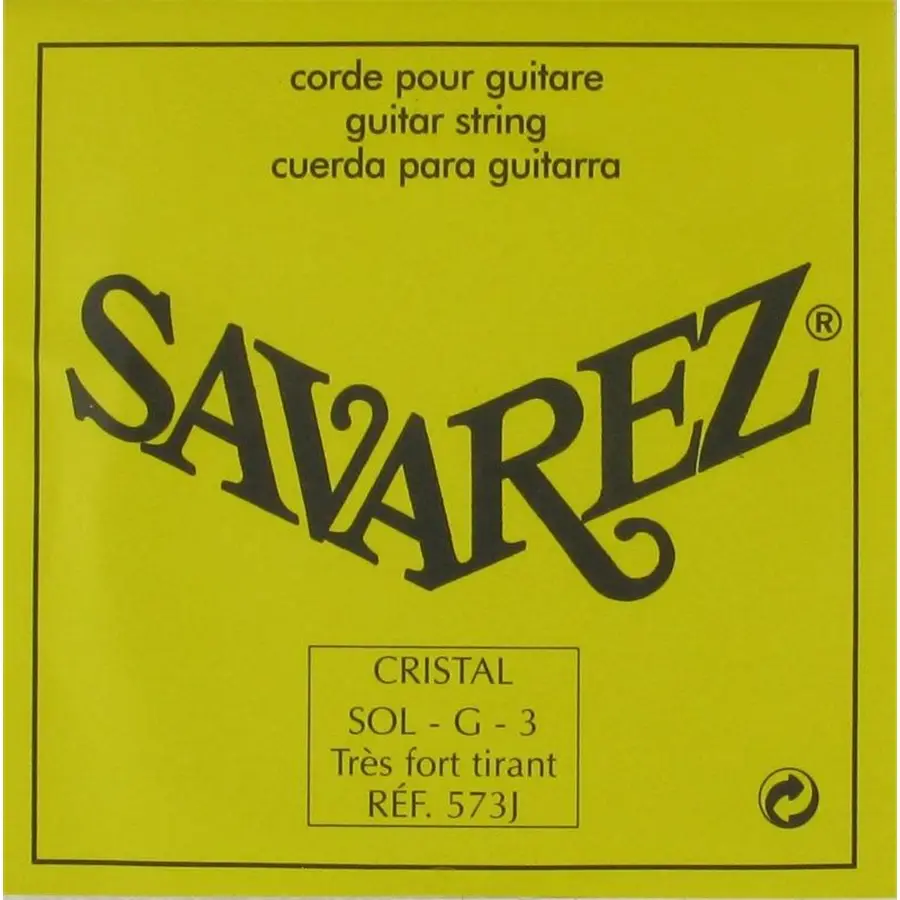 corde pour guitare
guitar string
cuerda para guitarra
SAVAREZ®
CRISTAL
SOL - G - 3
Très fort tirant
RÉF. 573J